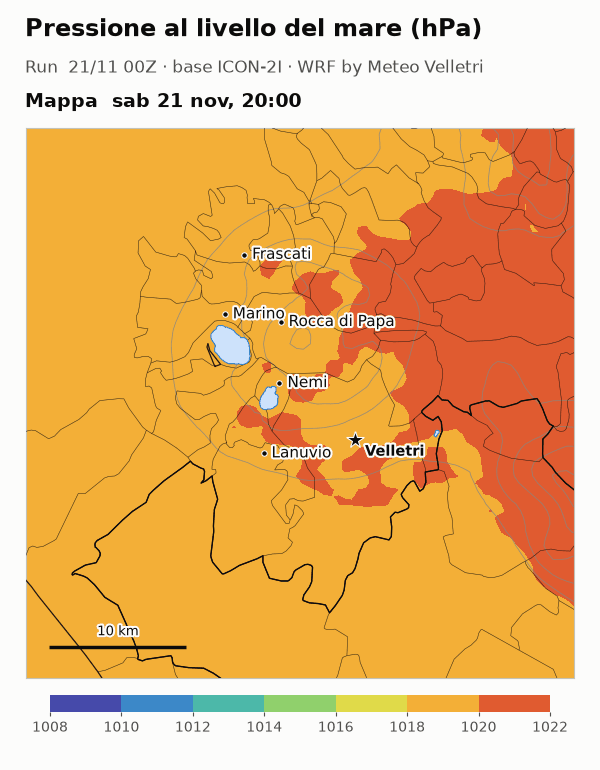 Pressione al livello del mare (hPa)
Run  21/11 00Z · base ICON-2I · WRF by Meteo Velletri
Mappa  sab 21 nov, 20:00
Frascati
Marino
Rocca di Papa
Nemi
Velletri
Lanuvio
10 km
1008 1010 1012 1014 1016 1018 1020 1022